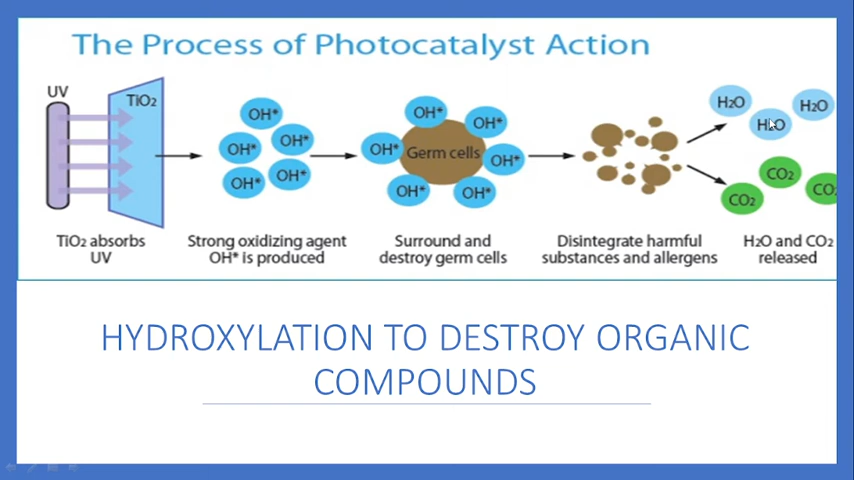 The Process of Photocatalyst Action
UV
TiO2
OH*
OH*
OH*
OH*
OH*
OH*
OH*
OH*
Germ cells
OH*
OH*
OH*
H2O
H2O
H2O
CO2
CO2
CO2
TiO2 absorbs
UV
Strong oxidizing agent
OH* is produced
Surround and
destroy germ cells
Disintegrate harmful
substances and allergens
H2O and CO2
released
HYDROXYLATION TO DESTROY ORGANIC
COMPOUNDS